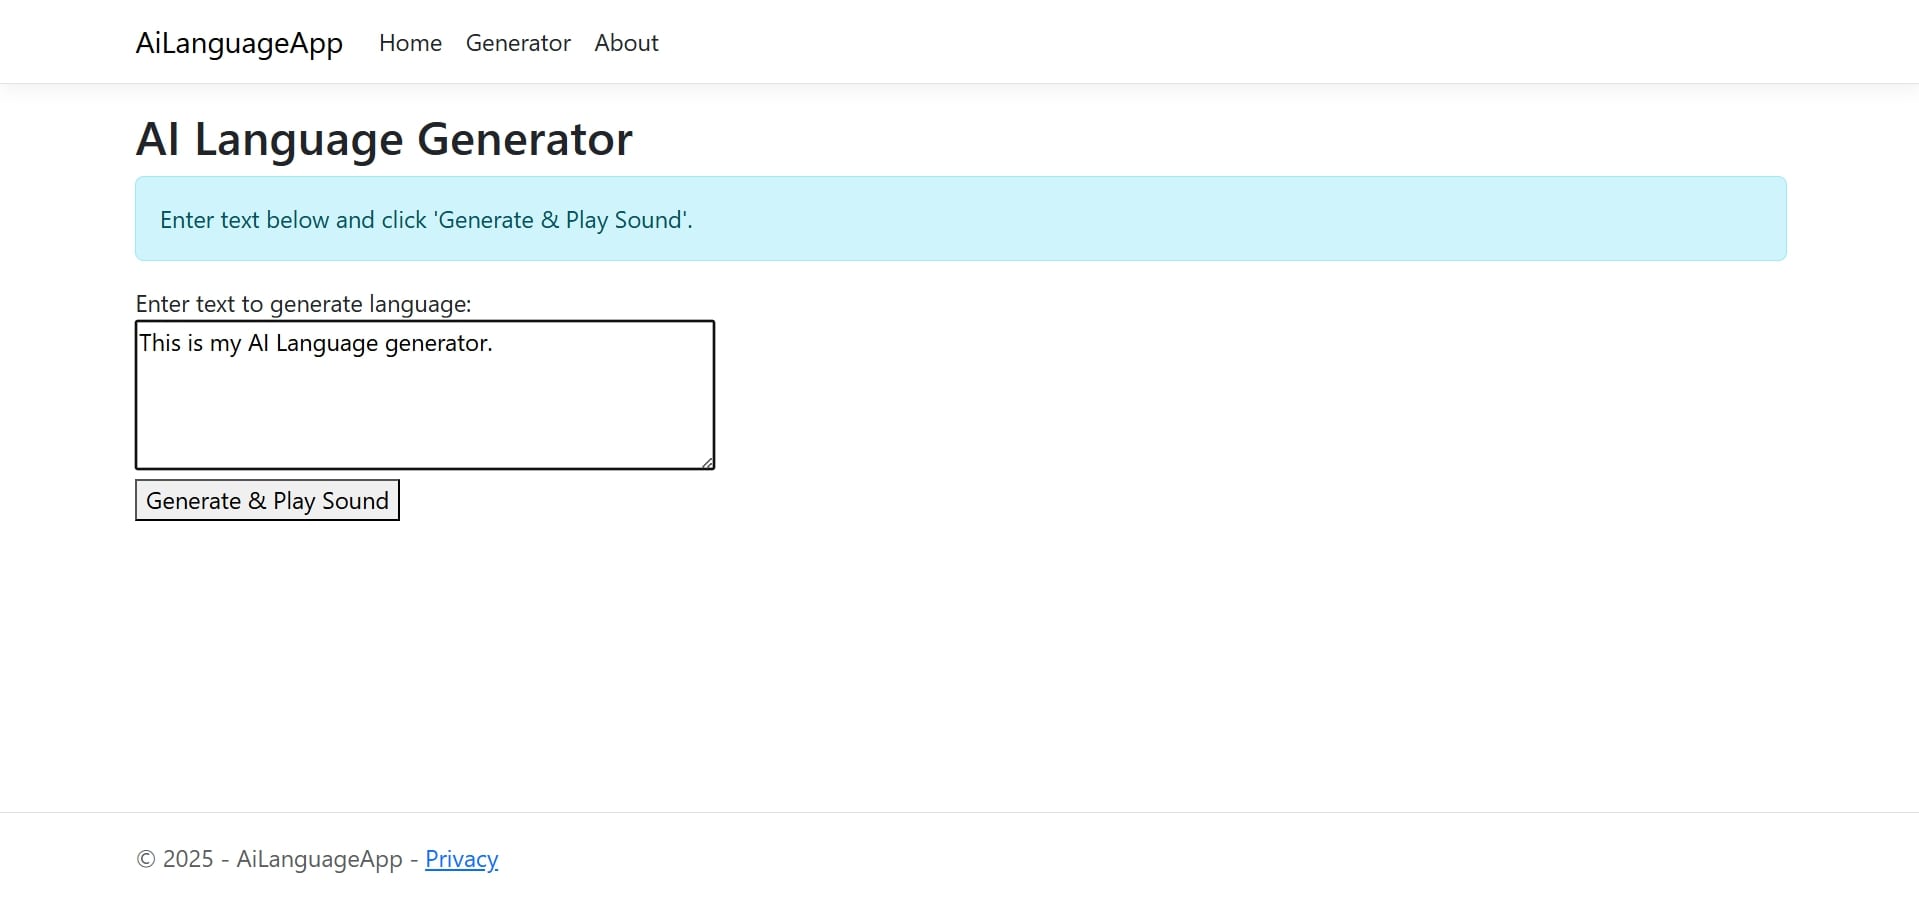 AiLanguageApp Home Generator About
AI Language Generator
Enter text below and click 'Generate & Play Sound'.
Enter text to generate language:
This is my AI Language generator.
Generate & Play Sound
© 2025 - AiLanguageApp - Privacy